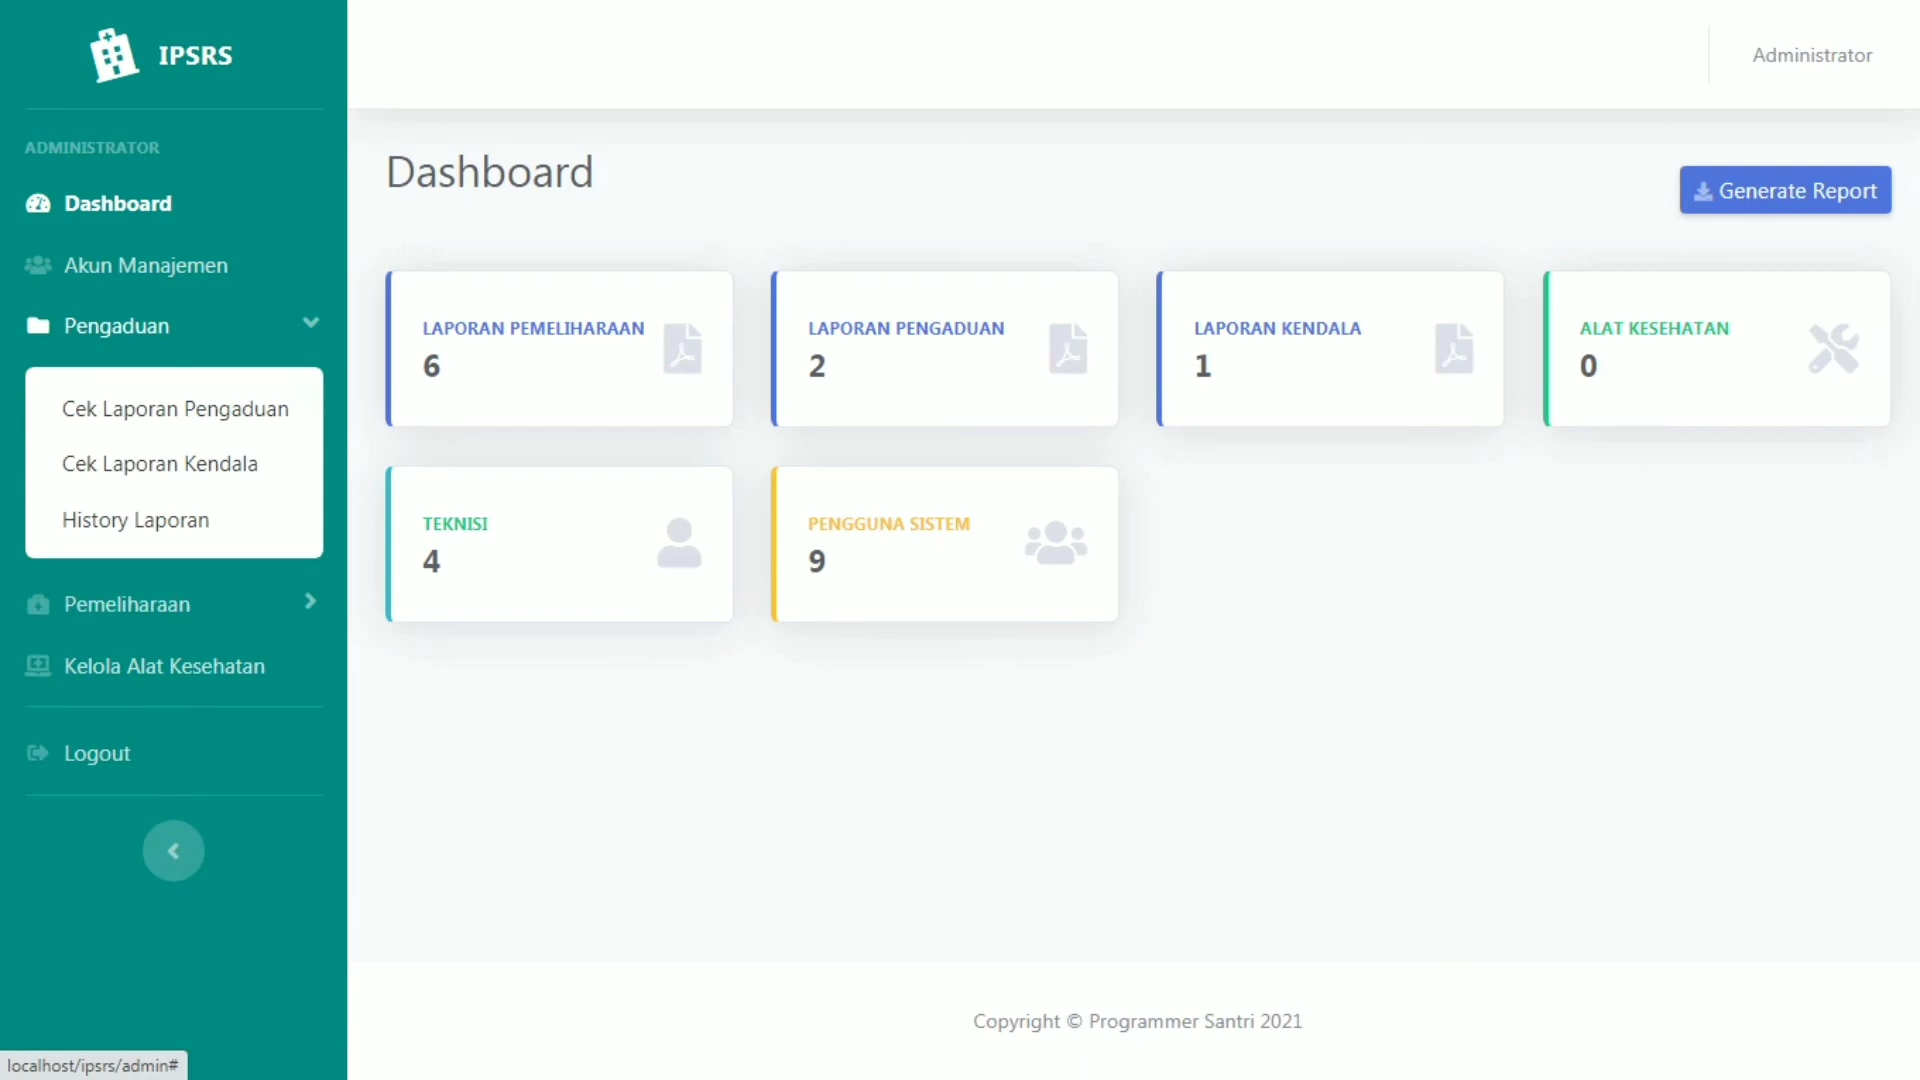 IPSRS
Administrator
ADMINISTRATOR
Dashboard
Akun Manajemen
Pengaduan
Cek Laporan Pengaduan
Cek Laporan Kendala
History Laporan
Pemeliharaan
Kelola Alat Kesehatan
Logout
Dashboard
Generate Report
LAPORAN PEMELIHARAAN
6
LAPORAN PENGADUAN
2
LAPORAN KENDALA
1
ALAT KESEHATAN
0
TEKNISI
4
PENGGUNA SISTEM
9
Copyright © Programmer Santri 2021
localhost/ipsrs/admin#